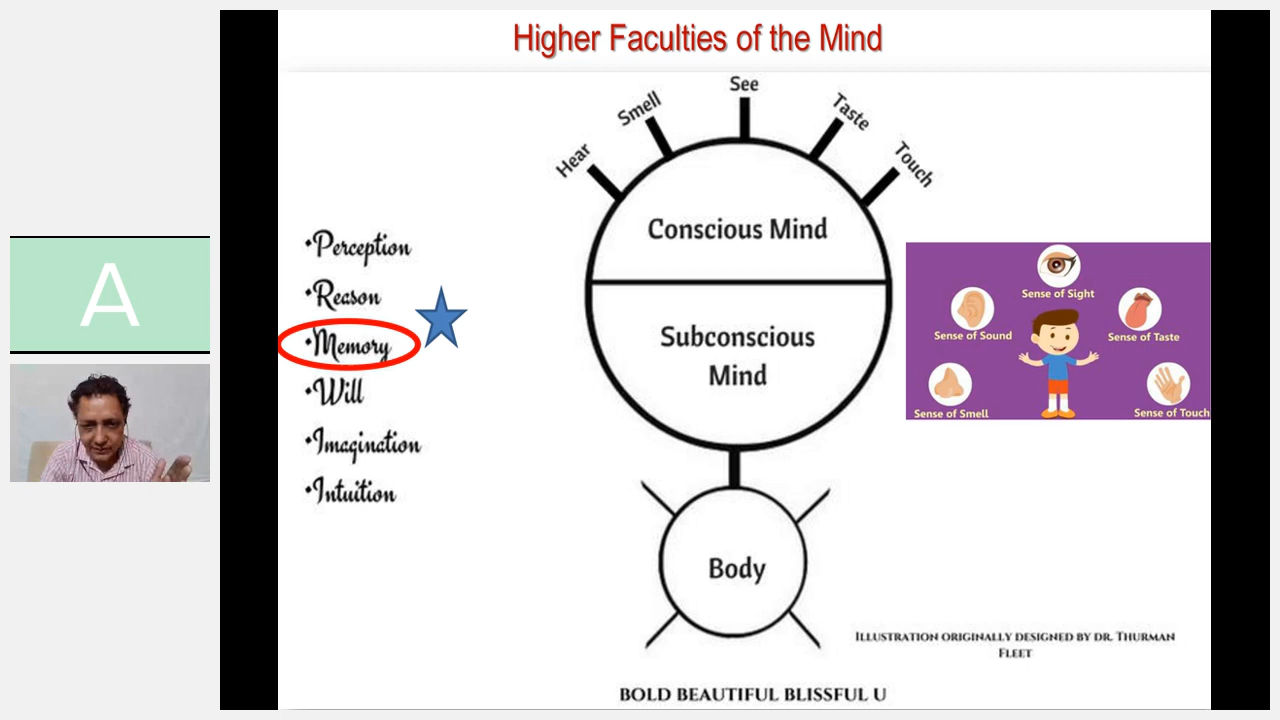 Higher Faculties of the Mind
Hear
Smell
See
Taste
Touch
Conscious Mind
Subconscious
Mind
Body
•Perception
•Reason
•Memory
•Will
•Imagination
•Intuition
Sense of Sight
Sense of Sound
Sense of Taste
Sense of Smell
Sense of Touch
ILLUSTRATION ORIGINALLY DESIGNED BY DR. THURMAN
FLEET
BOLD BEAUTIFUL BLISSFUL U
A